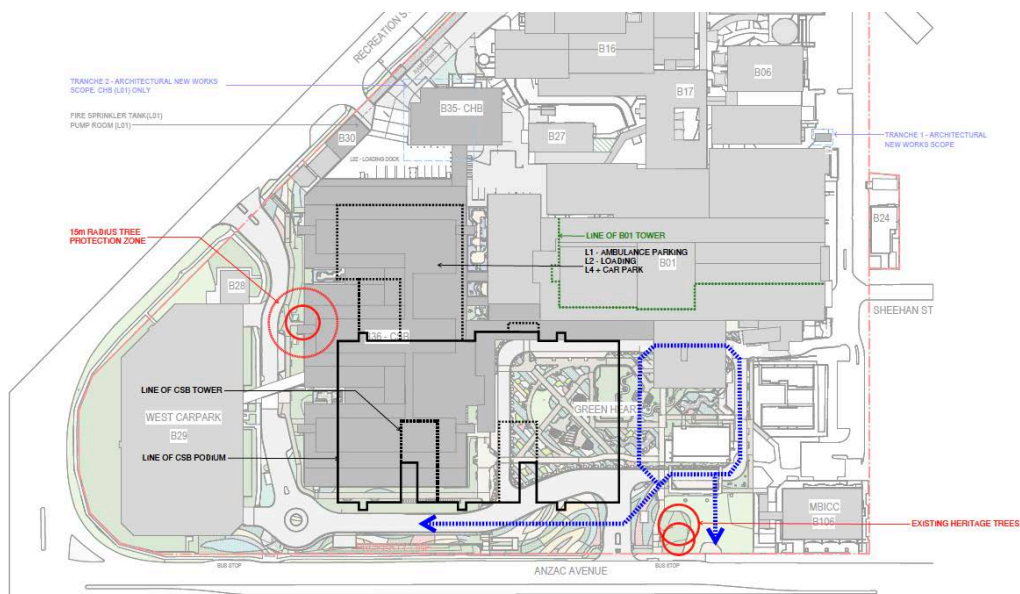 RECREATION ST
B16
B06
B17
TRANCHE 2 - ARCHITECTURAL NEW WORKS
SCOPE. CHB (L01) ONLY
B35- CHB
FIRE SPRINKLER TANK(L01)
PUMP ROOM (L01)
B30
B27
TRANCHE 1 - ARCHITECTURAL
NEW WORKS SCOPE
L02 - LOADING DOCK
B24
15m RADIUS TREE
PROTECTION ZONE
LINE OF B01 TOWER
L1 - AMBULANCE PARKING
L2 - LOADING
L4 + CAR PARK
B01
B28
SHEEHAN ST
LINE OF CSB TOWER
GREEN HEAR
WEST CARPARK
B29
LINE OF CSB PODIUM
MBICC
B106
EXISTING HERITAGE TREES
BUS STOP
BUS STOP
ANZAC AVENUE